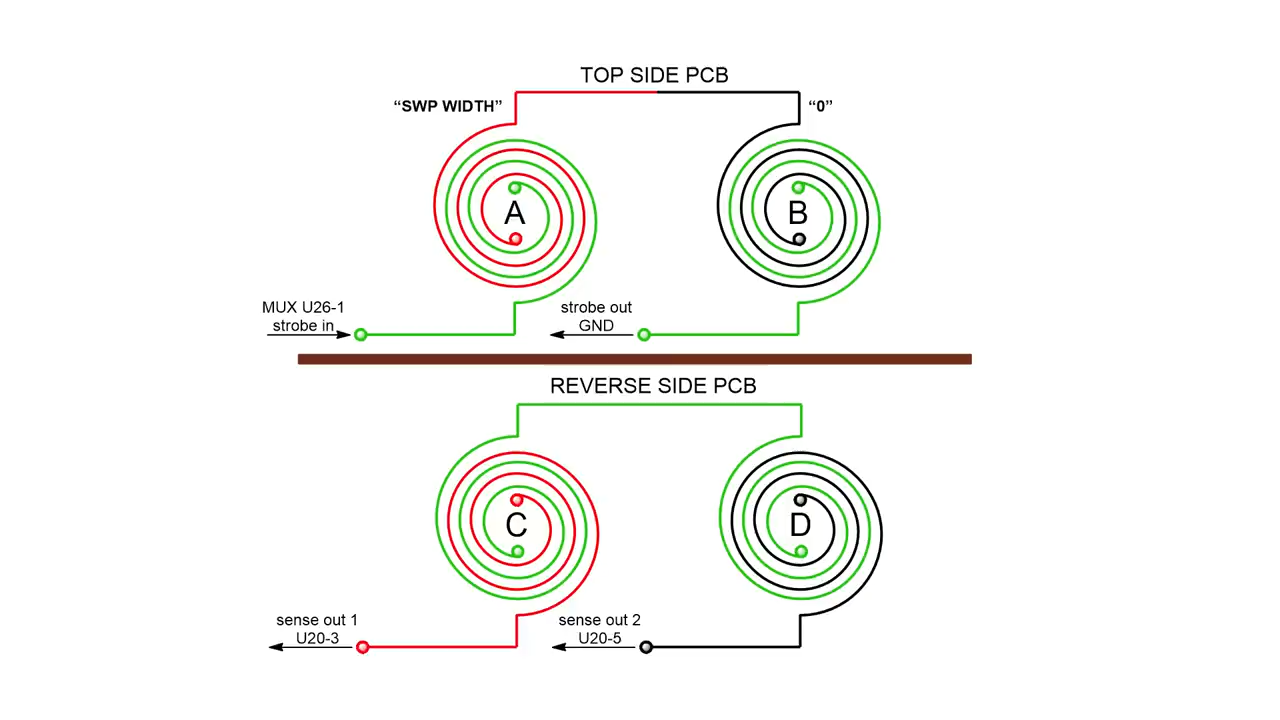 TOP SIDE PCB
“SWP WIDTH”
“0”
A
B
MUX U26-1
strobe in
strobe out
GND
REVERSE SIDE PCB
C
D
sense out 1
U20-3
sense out 2
U20-5